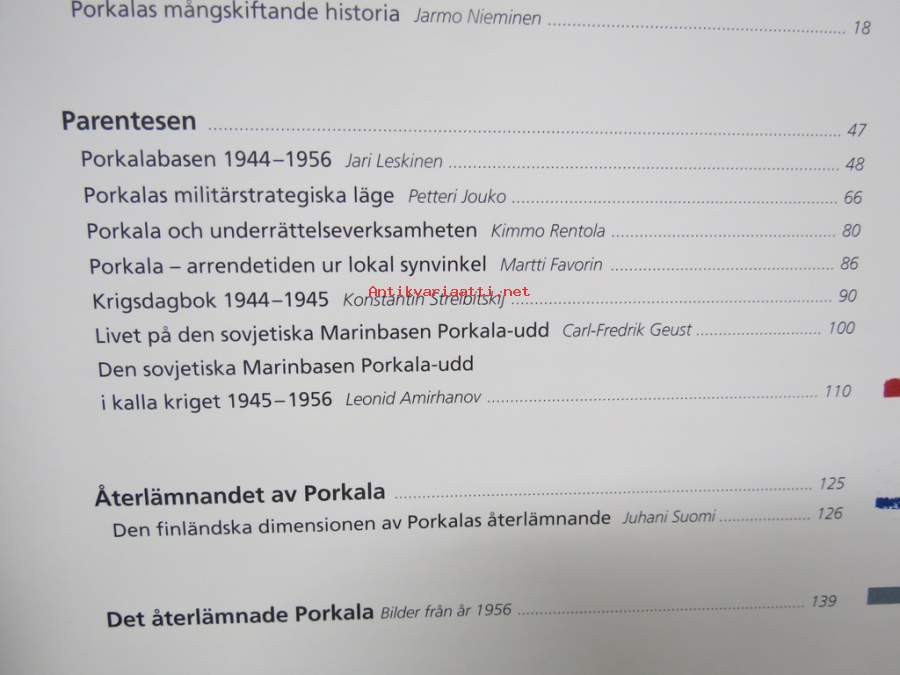 Porkalas mångskiftande historia Jarmo Nieminen 18
Parentesen 47
Porkalabasen 1944–1956 Jari Leskinen 48
Porkalas militärstrategiska läge Petteri Jouko 66
Porkala och underrättelseverksamheten Kimmo Rentola 80
Porkala – arrendetiden ur lokal synvinkel Martti Favorin 86
Antikvariaatti.net
Krigsdagbok 1944–1945 Konstantin Strelbitskij 90
Livet på den sovjetiska Marinbasen Porkala-udd Carl-Fredrik Geust 100
Den sovjetiska Marinbasen Porkala-udd
i kalla kriget 1945–1956 Leonid Amirhanov 110
Återlämnandet av Porkala 125
Den finländska dimensionen av Porkalas återlämnande Juhani Suomi 126
Det återlämnade Porkala Bilder från år 1956 139